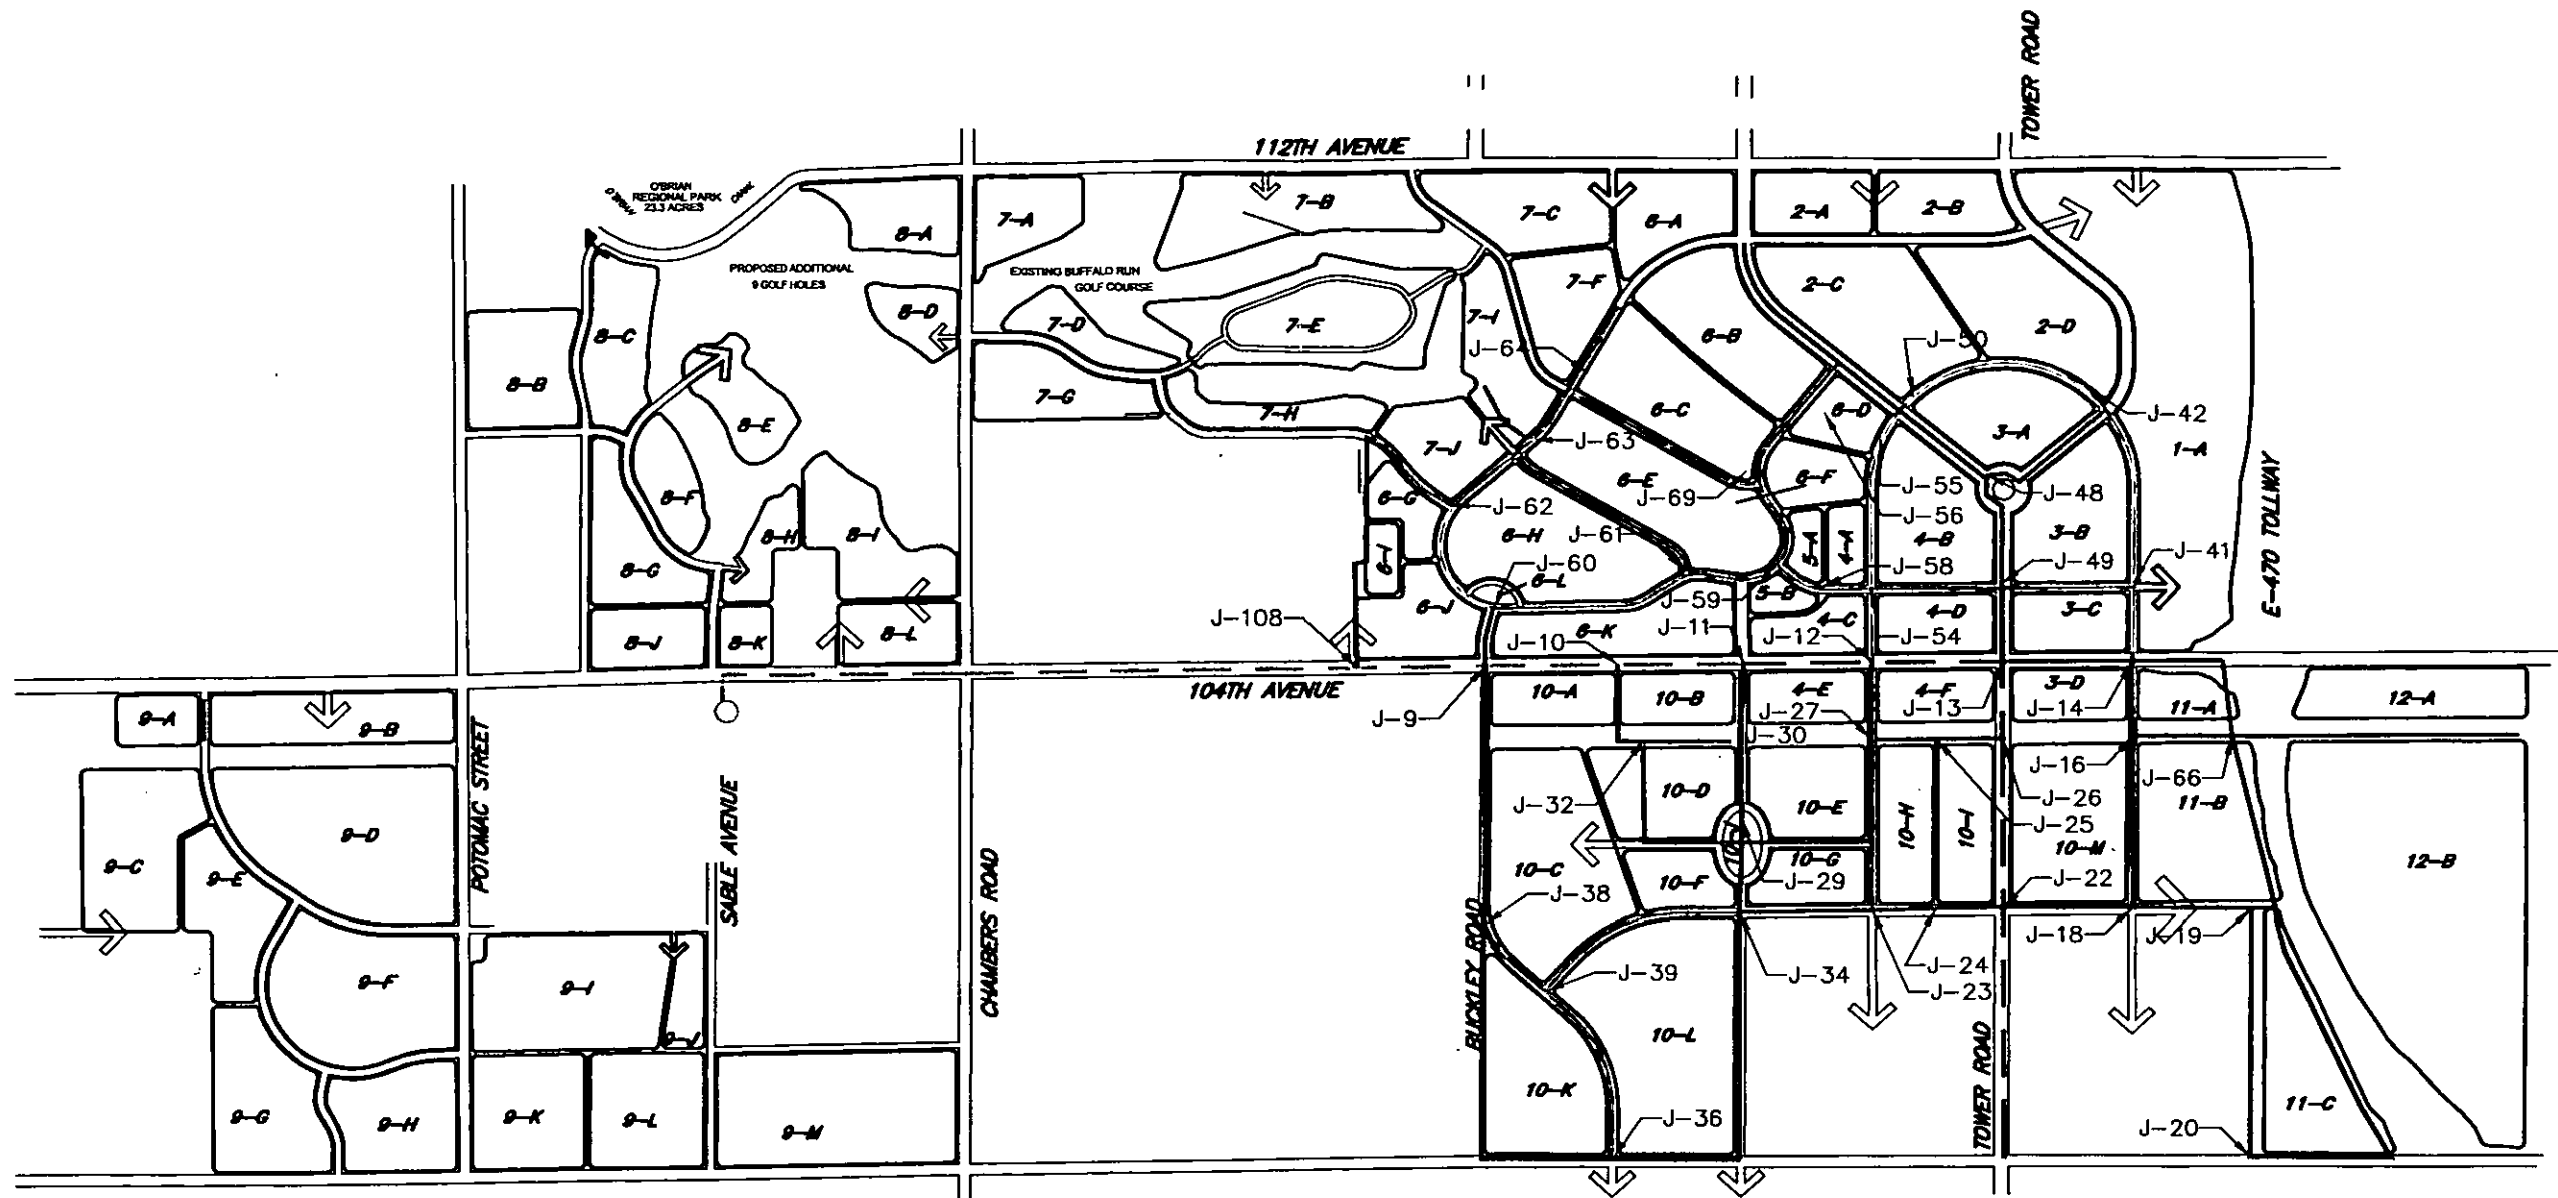 TOWER ROAD
112TH AVENUE
O'BRIAN
REGIONAL PARK
23.3 ACRES
O'BRIAN
CANAL
7-A
7-B
7-C
6-A
2-A
2-B
8-A
PROPOSED ADDITIONAL
9 GOLF HOLES
EXISTING BUFFALO RUN
GOLF COURSE
7-F
2-C
8-D
7-D
7-E
7-I
6-B
2-D
8-C
J-64
J-50
8-B
7-G
7-H
6-C
6-D
J-42
8-E
7-J
J-63
3-A
1-A
8-F
6-G
6-E
J-69
6-F
J-55
J-48
J-62
J-56
8-H
8-I
6-H
J-61
5-A
4-A
4-B
3-B
E-470 TOLLWAY
8-G
6-I
J-60
6-L
J-58
J-49
J-41
6-J
J-59
5-B
4-D
3-C
J-108
8-J
8-K
8-L
6-K
J-11
4-C
J-10
J-12
J-54
104TH AVENUE
10-A
10-B
4-E
4-F
3-D
12-A
J-9
J-27
J-13
J-14
11-A
9-A
9-B
J-30
J-16
J-66
POTOMAC STREET
SABLE AVENUE
J-32
10-D
10-E
J-26
11-B
9-D
10-H
10-I
J-25
10-M
9-C
9-E
CHAMBERS ROAD
10-C
10-F
10-G
12-B
J-29
J-22
J-38
BUCKLEY ROAD
J-18
J-19
9-F
9-I
J-39
J-34
J-24
J-23
9-J
10-L
TOWER ROAD
10-K
11-C
9-G
9-H
9-K
9-L
9-M
J-36
J-20